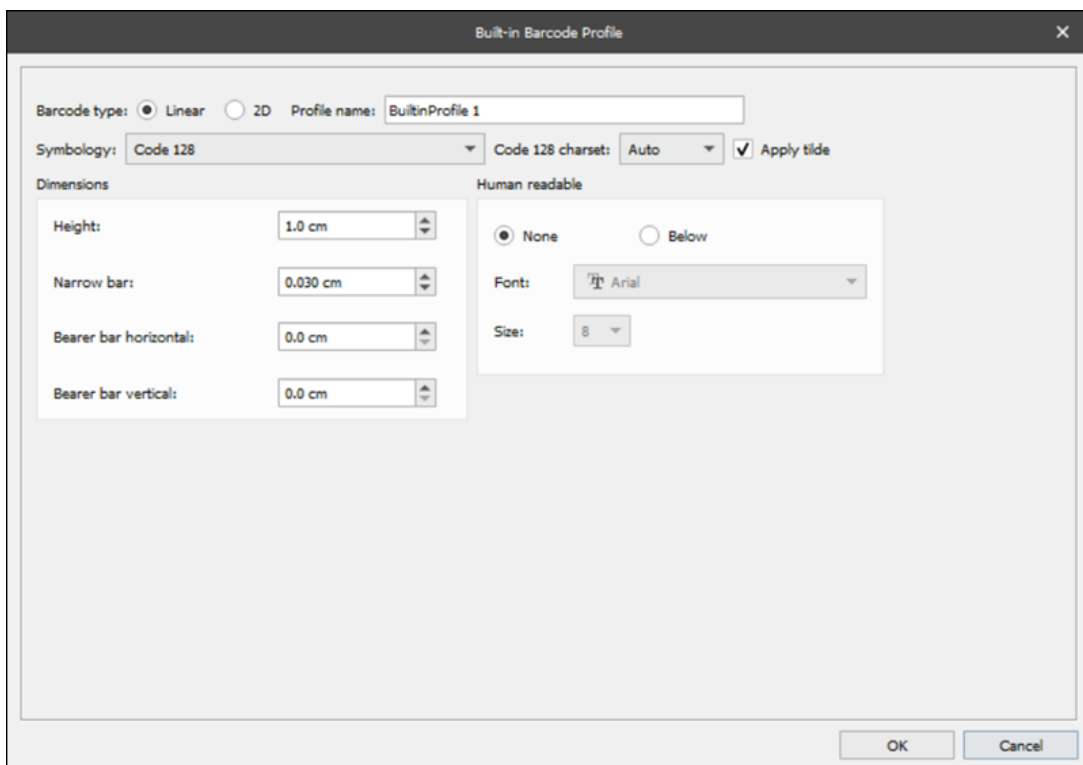 Built-in Barcode Profile
Barcode type: Linear 2D Profile name: BuiltinProfile 1
Symbology: Code 128 Code 128 charset: Auto Apply tilde
Dimensions
Height: 1.0 cm
Narrow bar: 0.030 cm
Bearer bar horizontal: 0.0 cm
Bearer bar vertical: 0.0 cm
Human readable
None Below
Font: Arial
Size: 8
OK Cancel